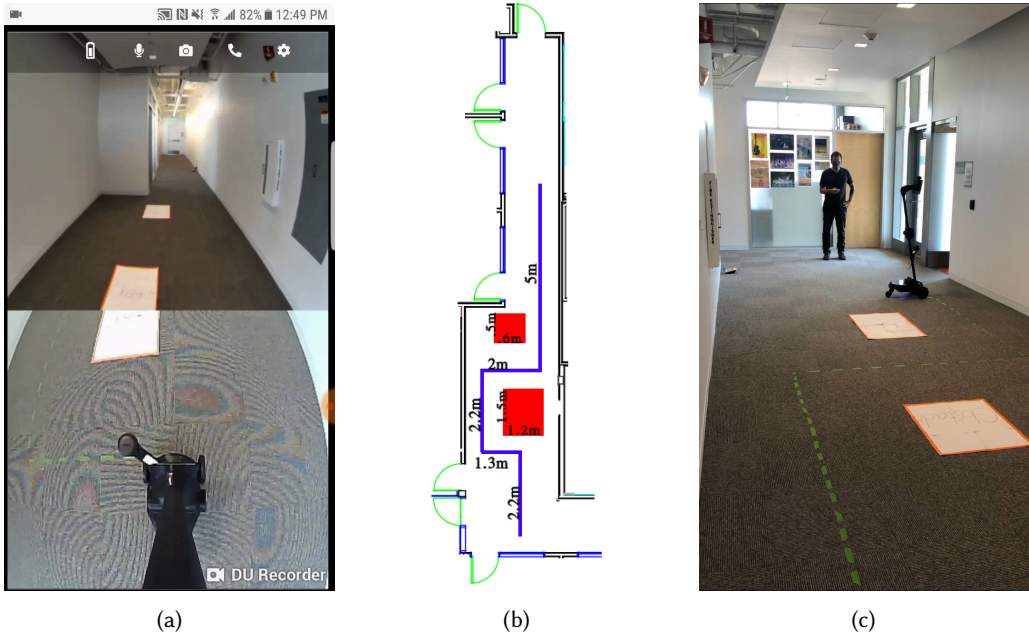 82% 12:49 PM
DU Recorder
5m
.5m
.6m
2m
2.2m
1.5m
1.2m
1.3m
2.2m
(a)
(b)
(c)